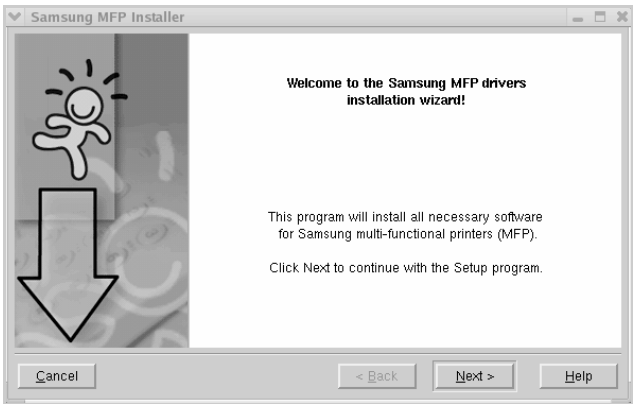 Samsung MFP Installer
Welcome to the Samsung MFP drivers
installation wizard!
This program will install all necessary software
for Samsung multi-functional printers (MFP).
Click Next to continue with the Setup program.
Cancel
< Back
Next >
Help